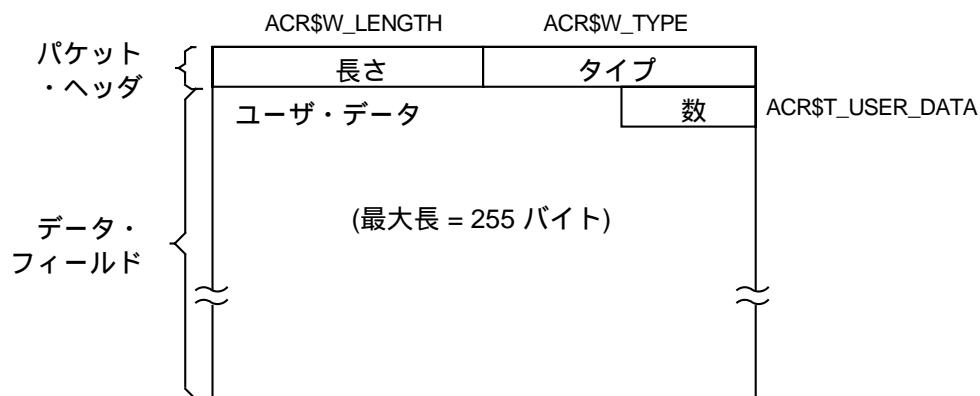 ACR$W_LENGTH ACR$W_TYPE
パケット
・ヘッダ
長さ タイプ
ユーザ・データ 数 ACR$T_USER_DATA
(最大長 = 255 バイト)
データ・
フィールド